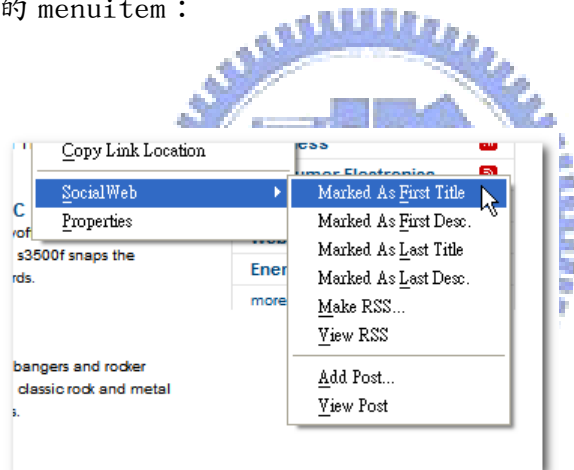 的 menuitem：
Copy Link Location
SocialWeb
Properties
Marked As First Title
Marked As First Desc.
Marked As Last Title
Marked As Last Desc.
Make RSS...
View RSS
Add Post...
View Post
s3500f snaps the
Ener
more
bangers and rocker
classic rock and metal